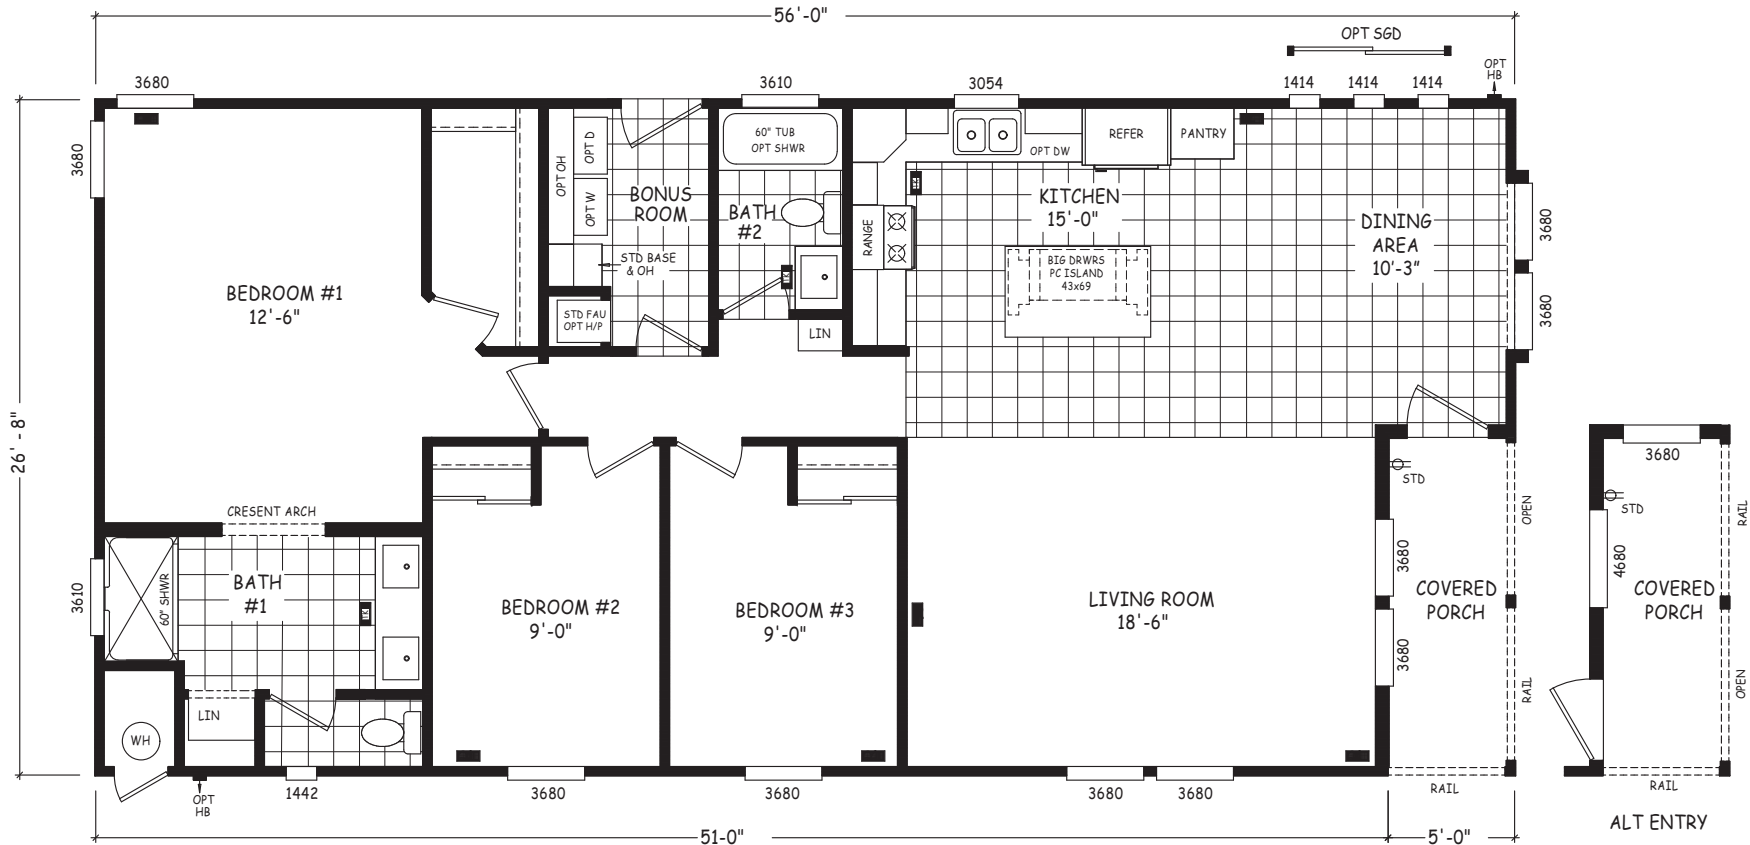 56'-0"
OPT SGD
3680
3610
3054
1414
1414
1414
OPT
HB
3680
60" TUB
OPT SHWR
OPT D
OPT OH
OPT W
BONUS
ROOM
BATH
#2
STD BASE
& OH
STD FAU
OPT H/P
LIN
RANGE
OPT DW
REFER
PANTRY
KITCHEN
15'-0"
BIG DRWRS
PC ISLAND
43x69
DINING
AREA
10'-3"
3680
3680
BEDROOM #1
12'-6"
26' - 8"
CRESENT ARCH
3610
60" SHWR
BATH
#1
LIN
WH
OPT
HB
1442
BEDROOM #2
9'-0"
3680
BEDROOM #3
9'-0"
3680
LIVING ROOM
18'-6"
3680
3680
3680
3680
STD
OPEN
COVERED
PORCH
RAIL
RAIL
3680
STD
RAIL
4680
COVERED
PORCH
OPEN
RAIL
ALT ENTRY
51-0"
5'-0"